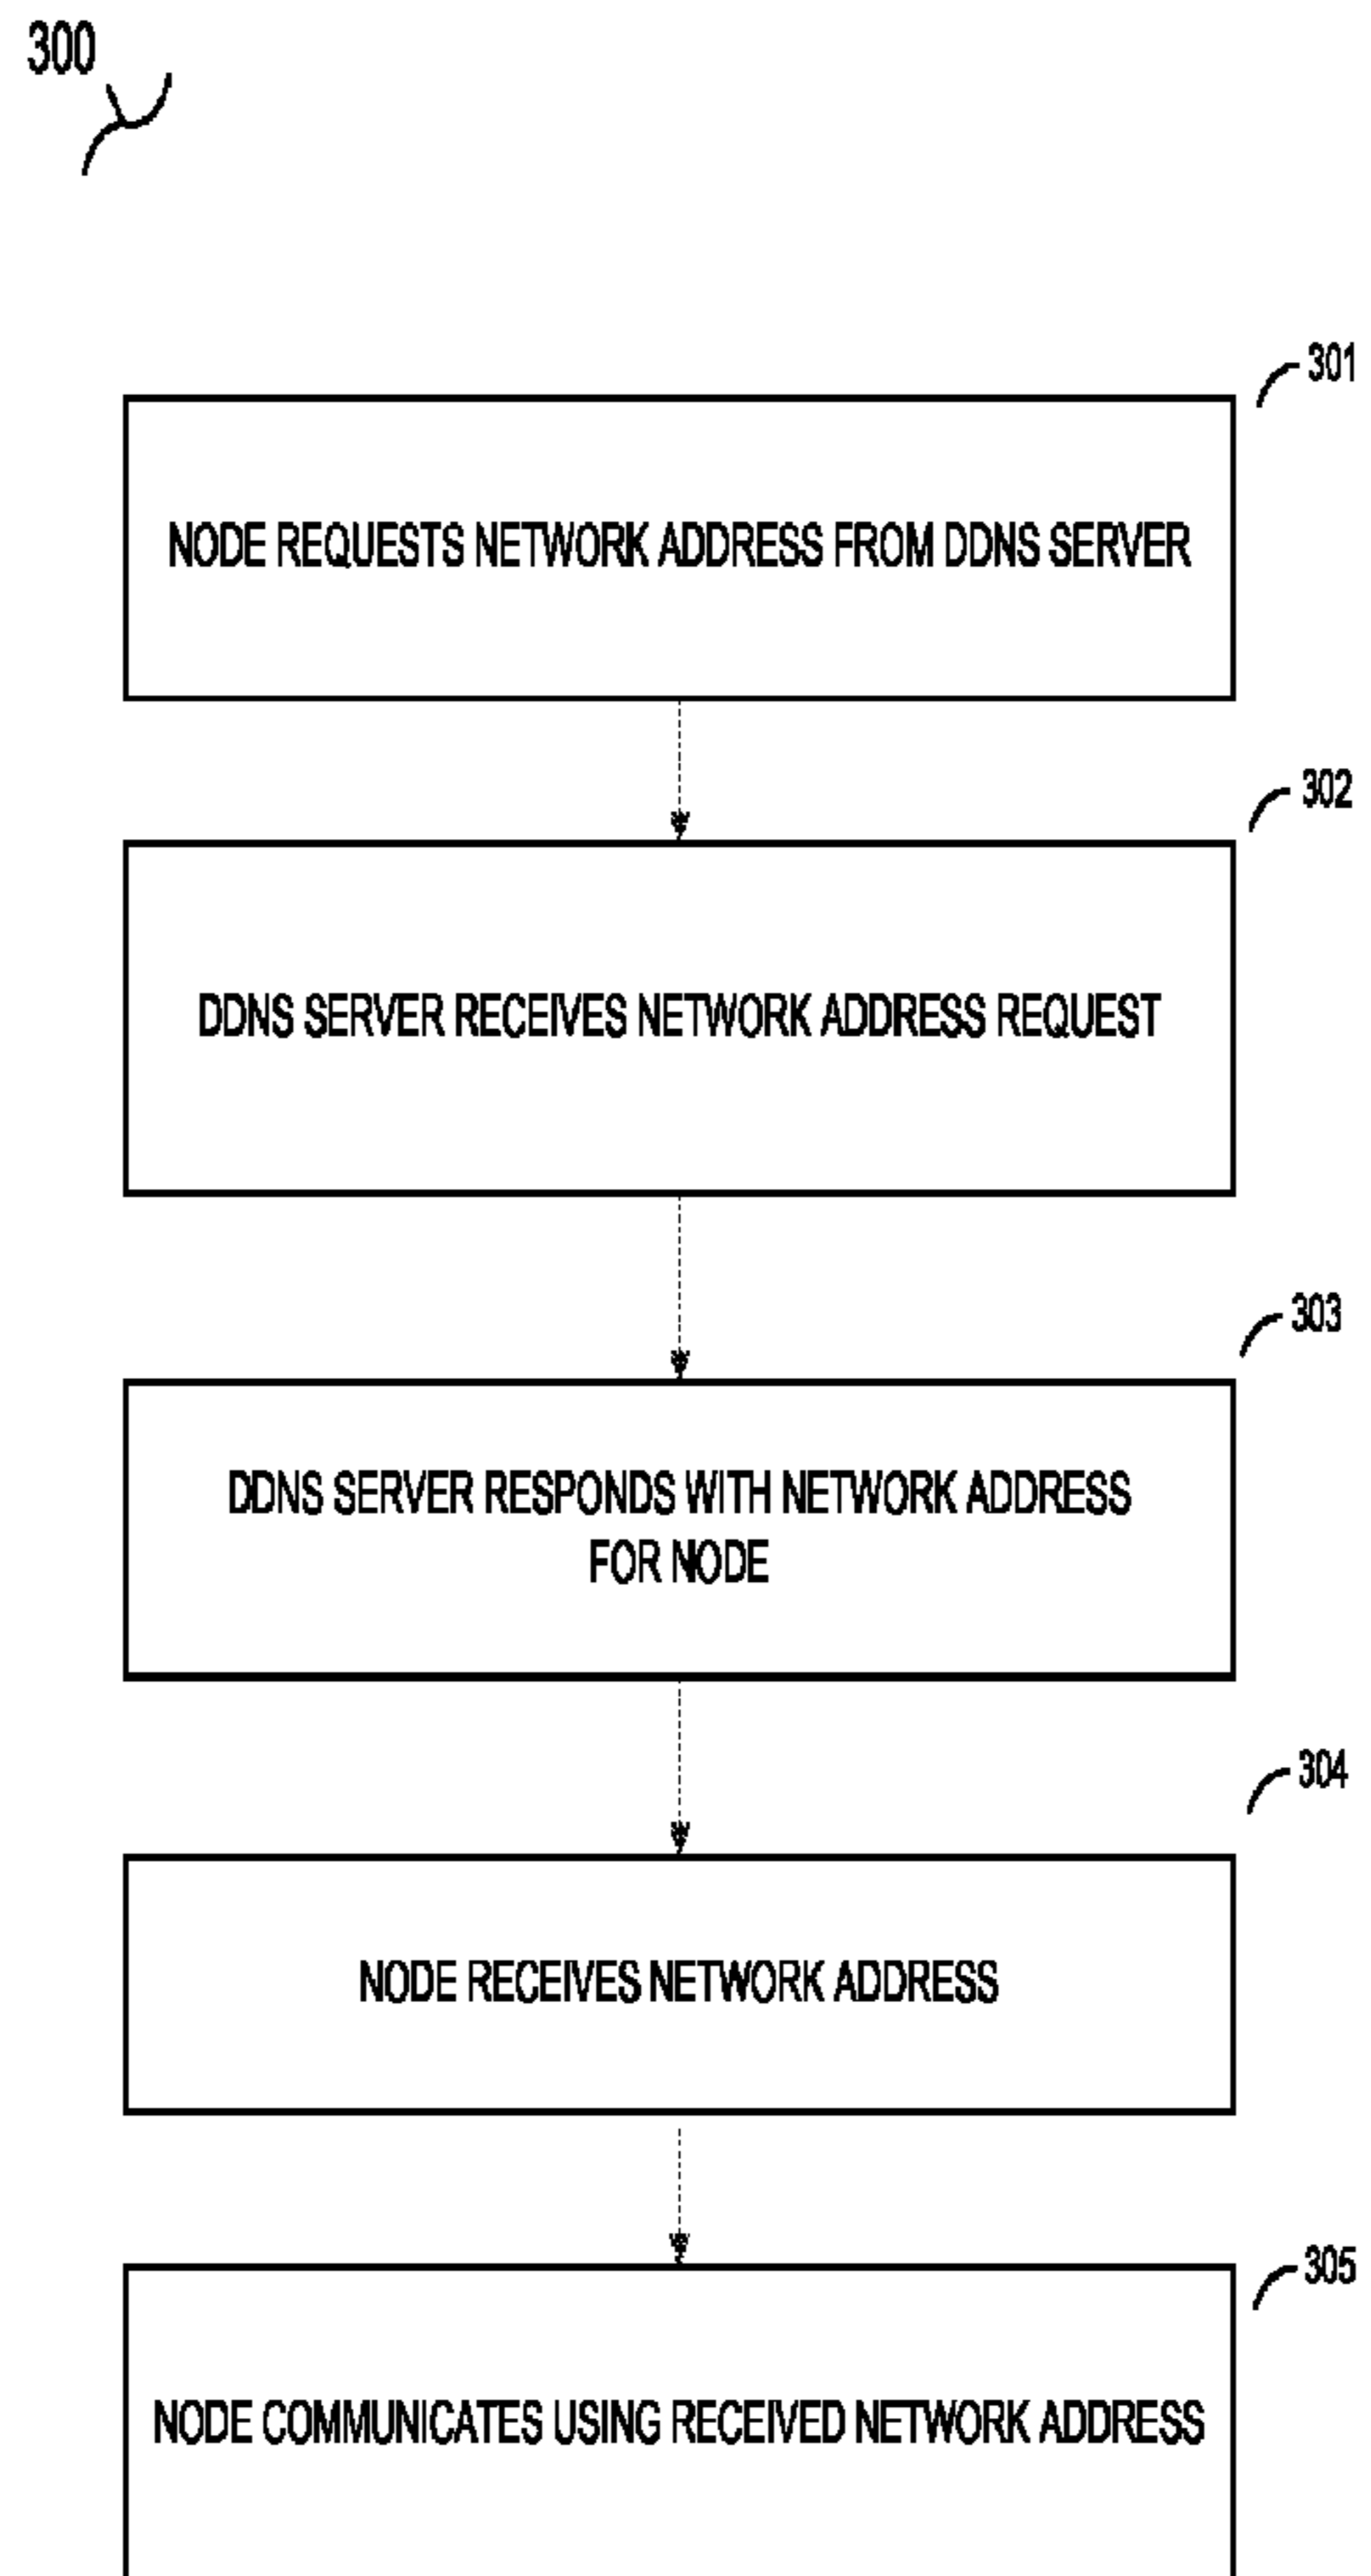 300
301
NODE REQUESTS NETWORK ADDRESS FROM DDNS SERVER
302
DDNS SERVER RECEIVES NETWORK ADDRESS REQUEST
303
DDNS SERVER RESPONDS WITH NETWORK ADDRESS
FOR NODE
304
NODE RECEIVES NETWORK ADDRESS
305
NODE COMMUNICATES USING RECEIVED NETWORK ADDRESS